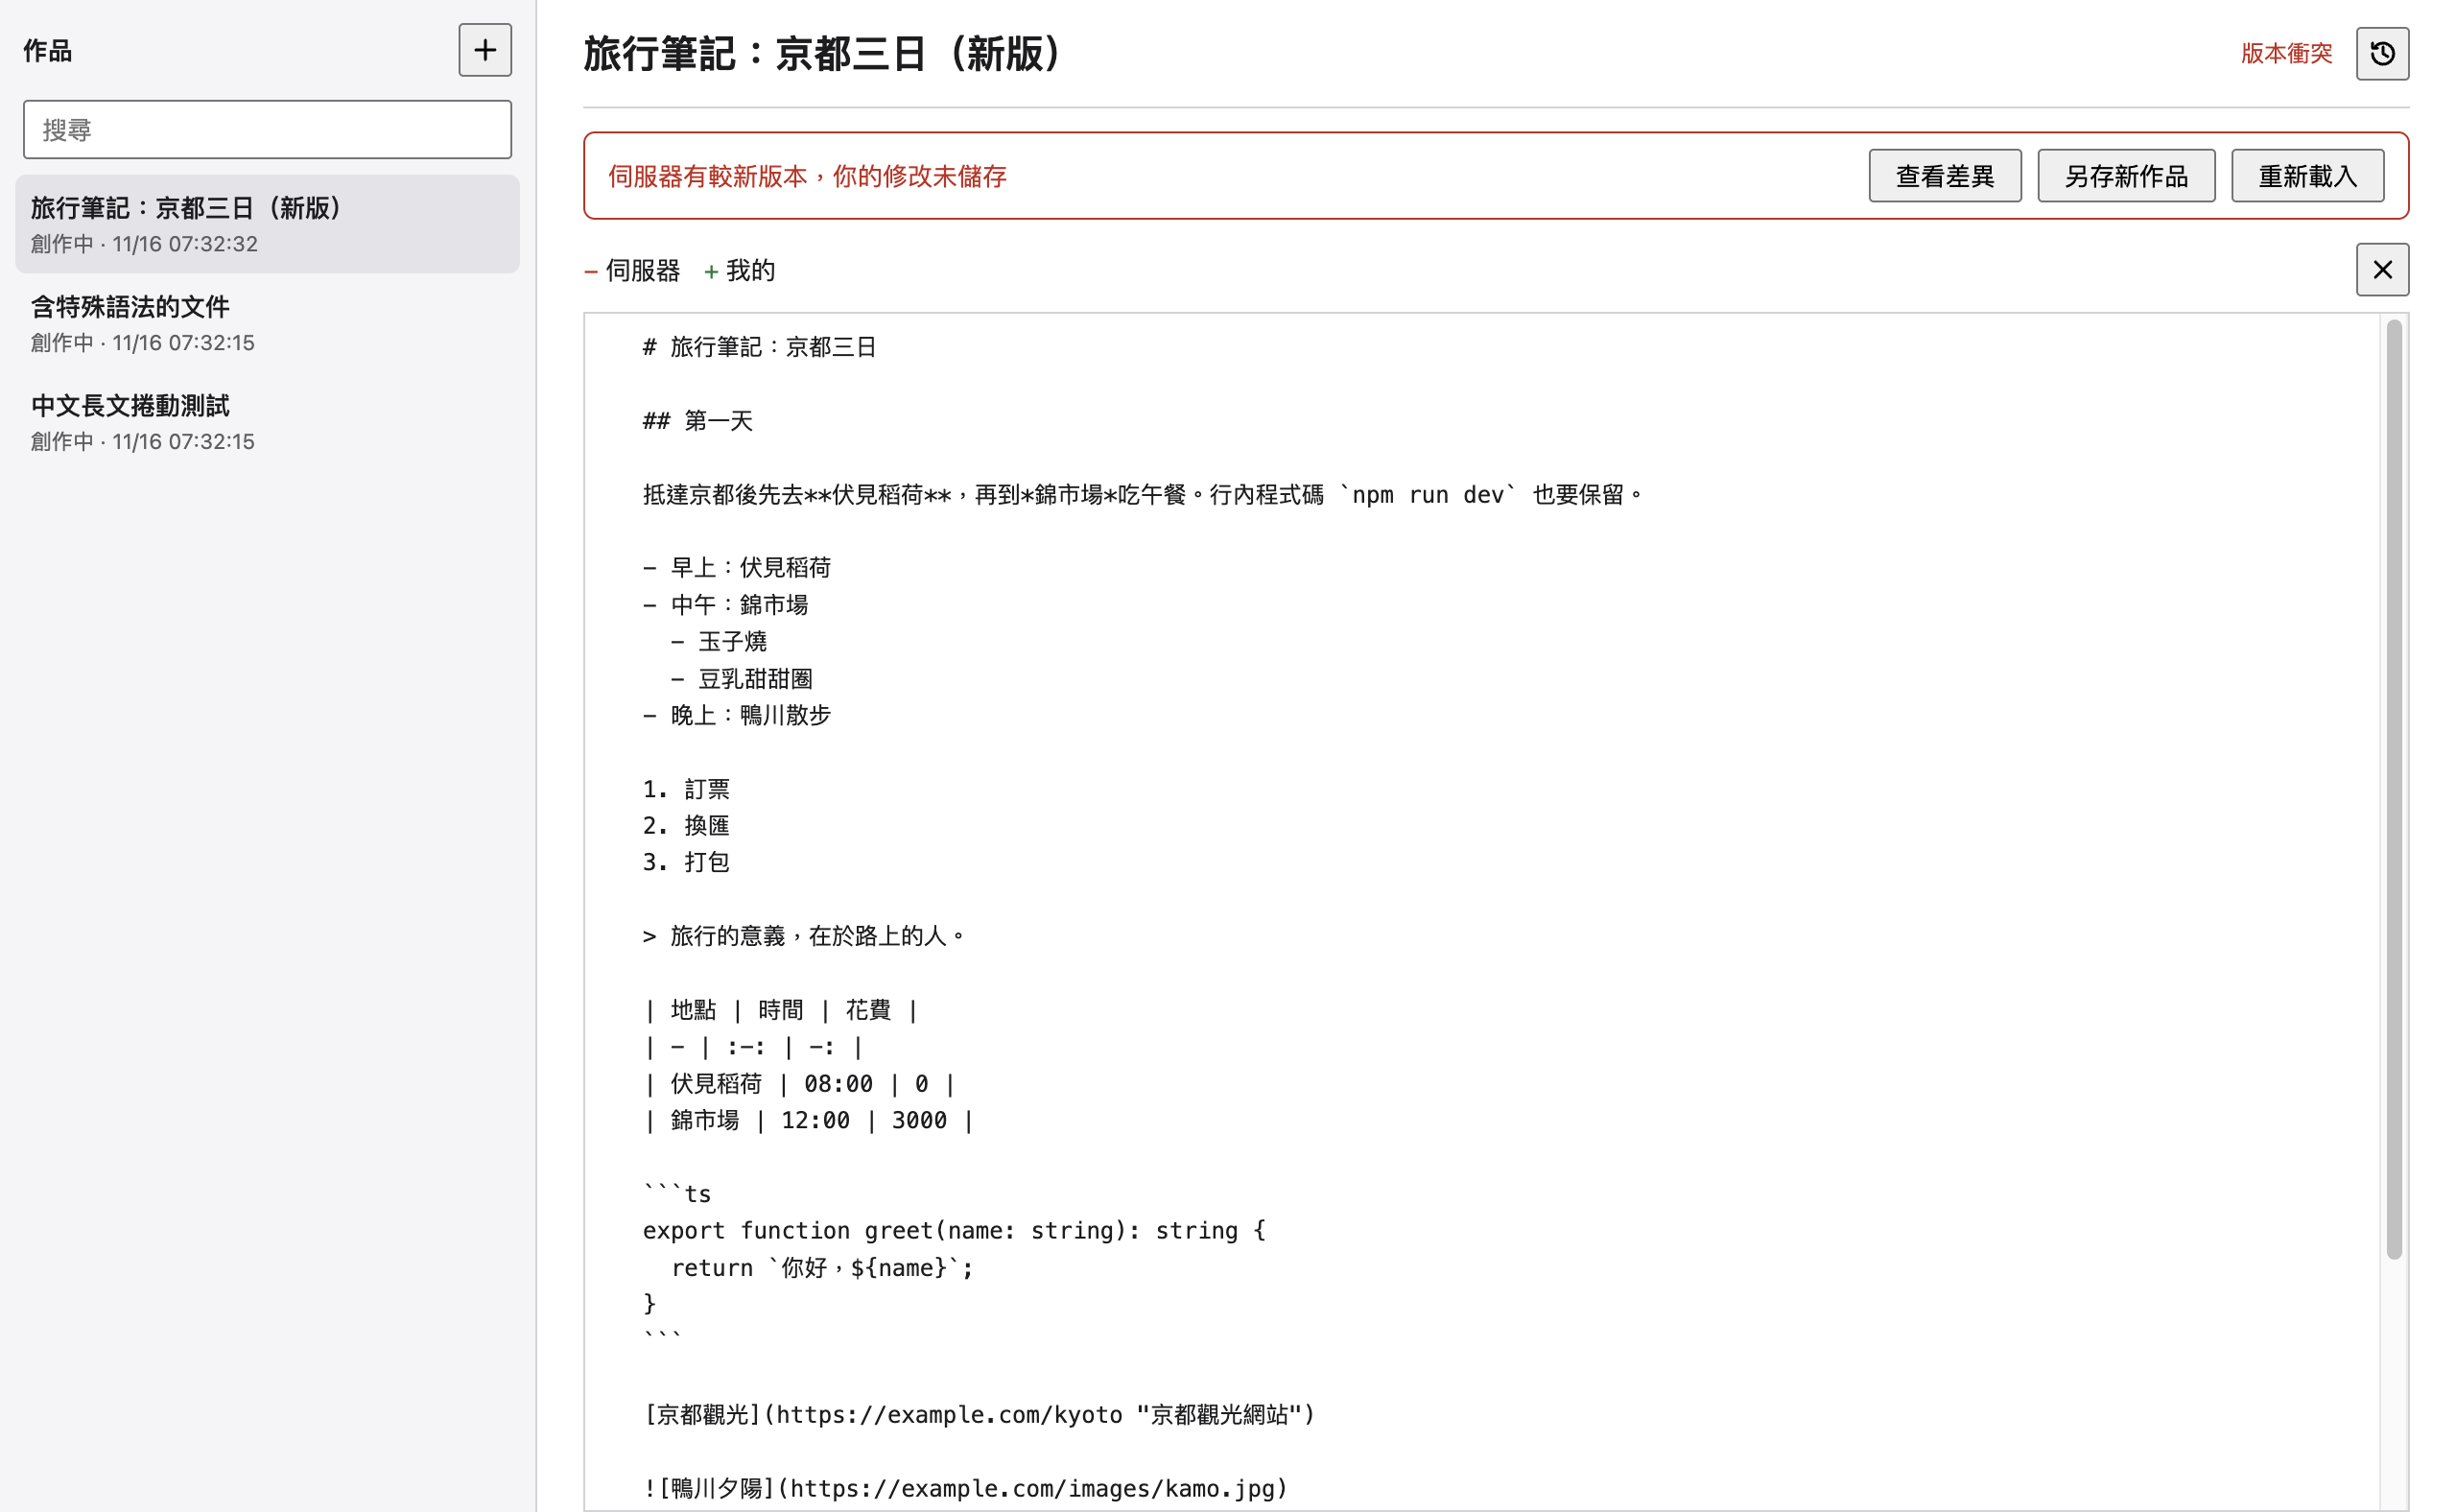 作品
搜尋
旅行筆記：京都三日（新版）
創作中 · 11/16 07:32:32
含特殊語法的文件
創作中 · 11/16 07:32:15
中文長文捲動測試
創作中 · 11/16 07:32:15
旅行筆記：京都三日（新版）
版本衝突
伺服器有較新版本，你的修改未儲存
查看差異
另存新作品
重新載入
− 伺服器 + 我的
# 旅行筆記：京都三日
## 第一天
抵達京都後先去**伏見稻荷**，再到*錦市場*吃午餐。行內程式碼 `npm run dev` 也要保留。
- 早上：伏見稻荷
- 中午：錦市場
  - 玉子燒
  - 豆乳甜甜圈
- 晚上：鴨川散步
1. 訂票
2. 換匯
3. 打包
> 旅行的意義，在於路上的人。
| 地點 | 時間 | 花費 |
| - | :-: | -: |
| 伏見稻荷 | 08:00 | 0 |
| 錦市場 | 12:00 | 3000 |
```ts
export function greet(name: string): string {
  return `你好，${name}`;
}
```
[京都觀光](https://example.com/kyoto "京都觀光網站")
![鴨川夕陽](https://example.com/images/kamo.jpg)